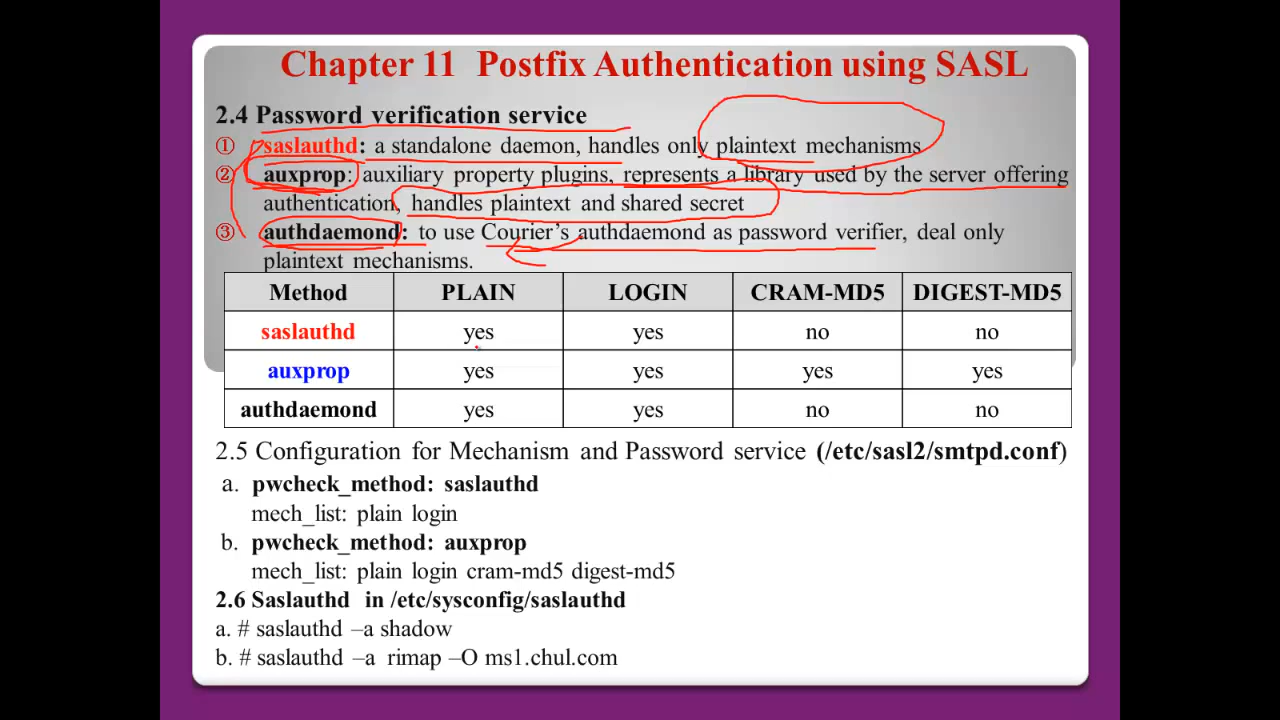 Chapter 11 Postfix Authentication using SASL
2.4 Password verification service
① saslauthd: a standalone daemon, handles only plaintext mechanisms
② auxprop: auxiliary property plugins, represents a library used by the server offering
authentication, handles plaintext and shared secret
③ authdaemond: to use Courier's authdaemond as password verifier, deal only
plaintext mechanisms.
Method PLAIN LOGIN CRAM-MD5 DIGEST-MD5
saslauthd yes yes no no
auxprop yes yes yes yes
authdaemond yes yes no no
2.5 Configuration for Mechanism and Password service (/etc/sasl2/smtpd.conf)
a. pwcheck_method: saslauthd
mech_list: plain login
b. pwcheck_method: auxprop
mech_list: plain login cram-md5 digest-md5
2.6 Saslauthd in /etc/sysconfig/saslauthd
a. # saslauthd –a shadow
b. # saslauthd –a rimap –O ms1.chul.com